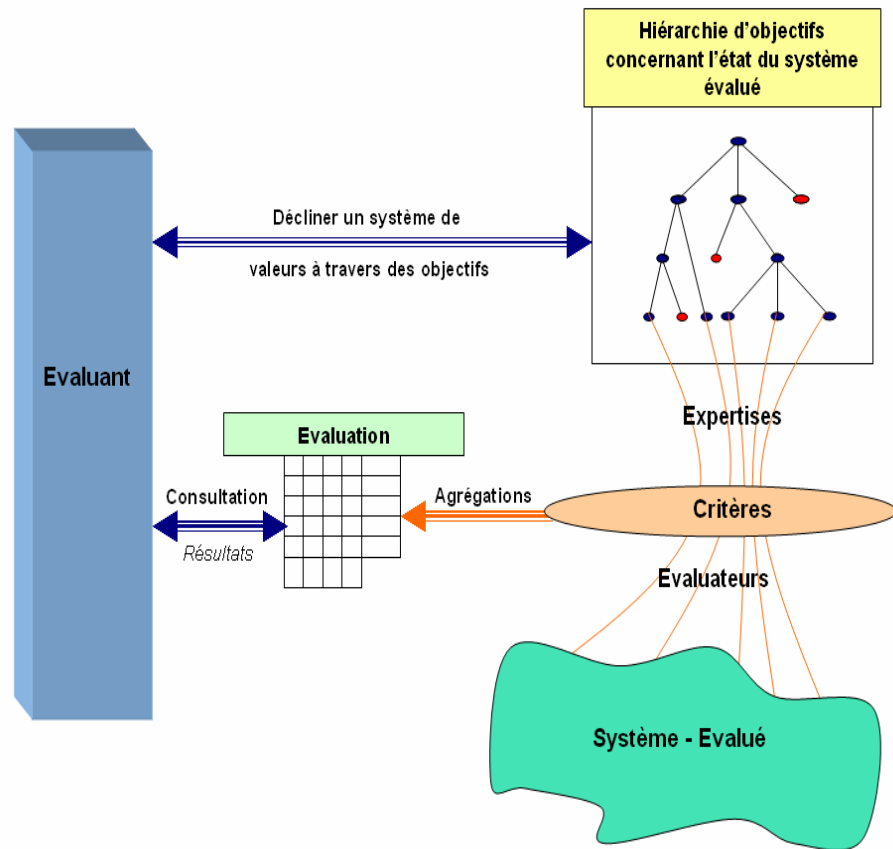 Hiérarchie d'objectifs
concernant l'état du système
évalué
Décliner un système de
valeurs à travers des objectifs
Evaluant
Expertises
Evaluation
Consultation
Agrégations
Critères
Résultats
Evaluateurs
Système - Evalué